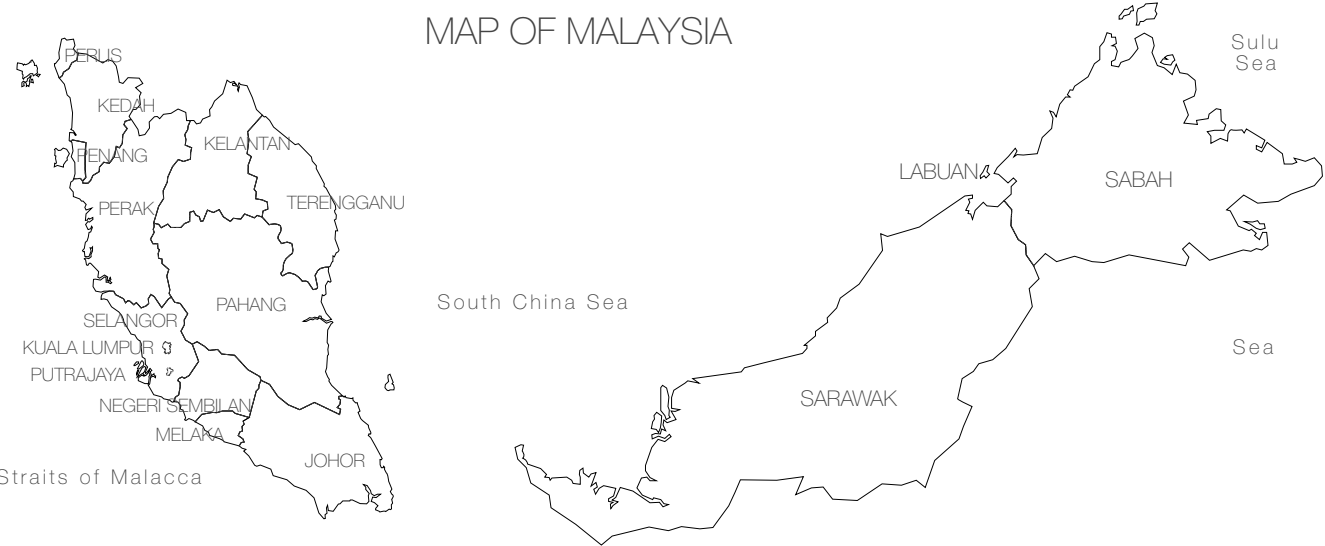 MAP OF MALAYSIA
PERLIS
KEDAH
PENANG
PERAK
KELANTAN
TERENGGANU
PAHANG
SELANGOR
KUALA LUMPUR
PUTRAJAYA
NEGERI SEMBILAN
MELAKA
JOHOR
Straits of Malacca
South China Sea
LABUAN
SABAH
SARAWAK
Sulu
Sea
Sea